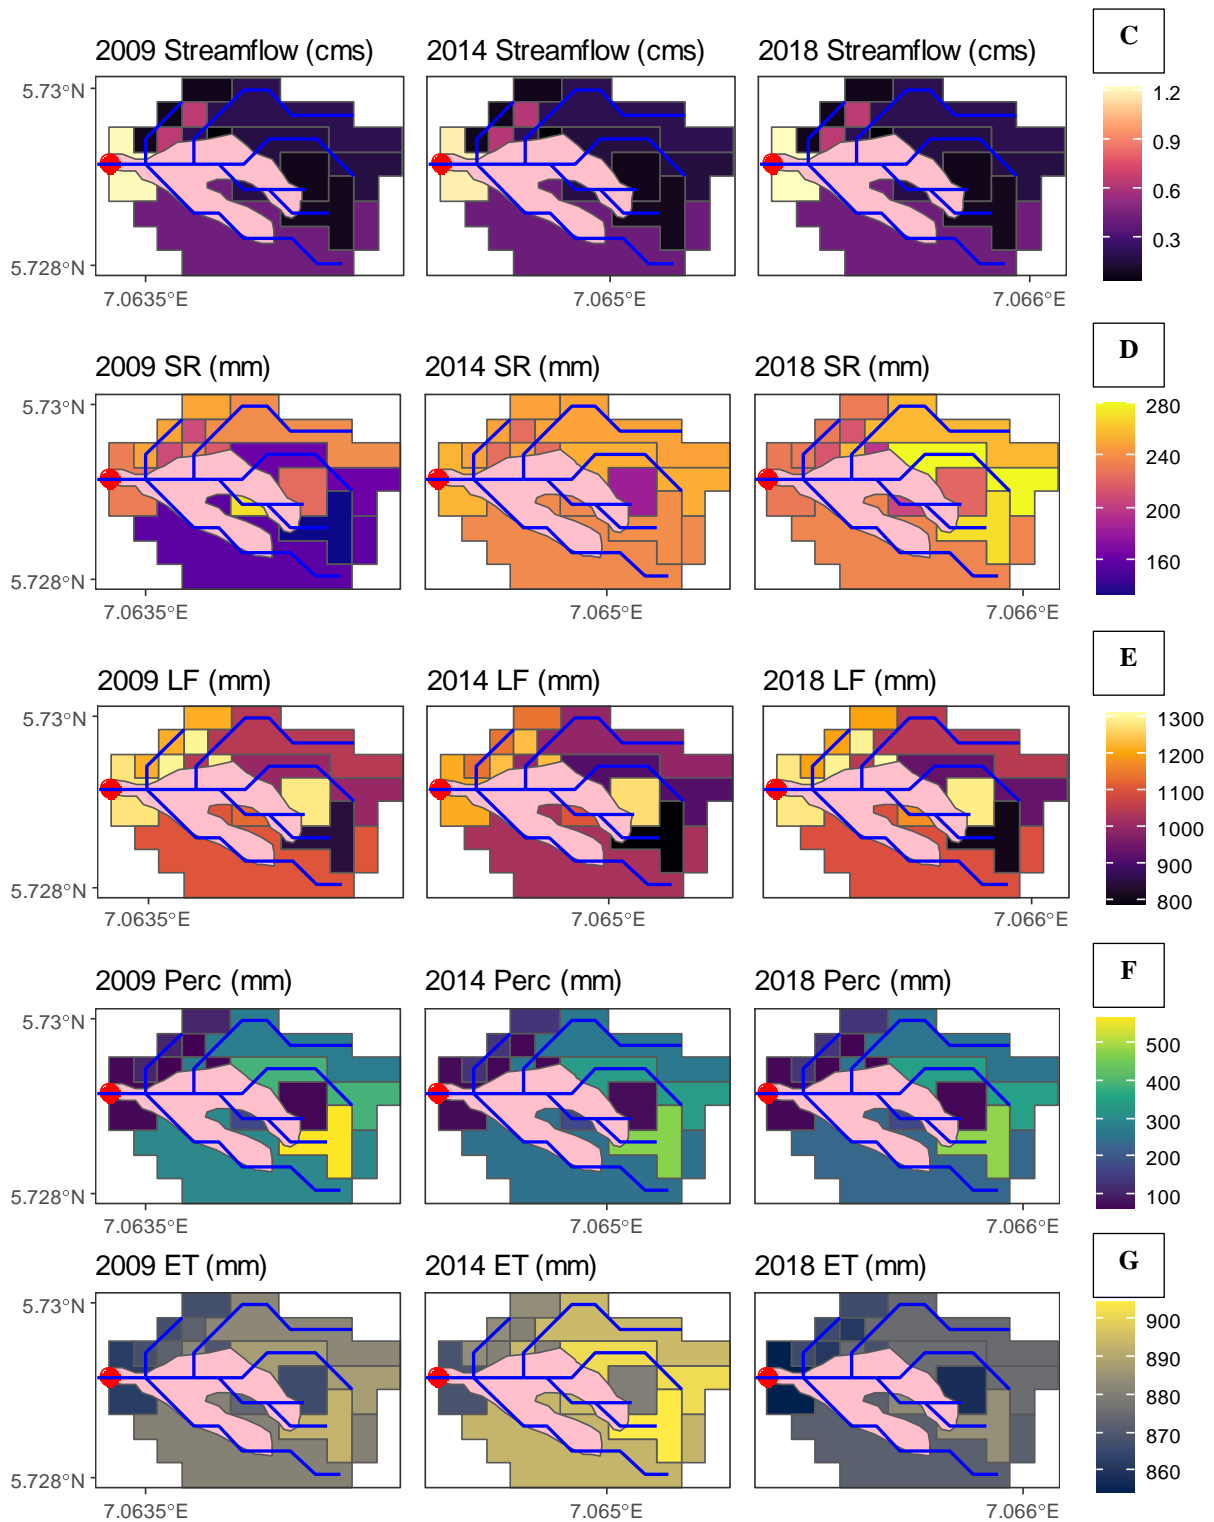 C
2009 Streamflow (cms) 2014 Streamflow (cms) 2018 Streamflow (cms)
5.73°N
5.728°N
7.0635°E 7.065°E 7.066°E
1.2
0.9
0.6
0.3
D
2009 SR (mm) 2014 SR (mm) 2018 SR (mm)
5.73°N
5.728°N
7.0635°E 7.065°E 7.066°E
280
240
200
160
E
2009 LF (mm) 2014 LF (mm) 2018 LF (mm)
5.73°N
5.728°N
7.0635°E 7.065°E 7.066°E
1300
1200
1100
1000
900
800
F
2009 Perc (mm) 2014 Perc (mm) 2018 Perc (mm)
5.73°N
5.728°N
7.0635°E 7.065°E 7.066°E
500
400
300
200
100
G
2009 ET (mm) 2014 ET (mm) 2018 ET (mm)
5.73°N
5.728°N
7.0635°E 7.065°E 7.066°E
900
890
880
870
860